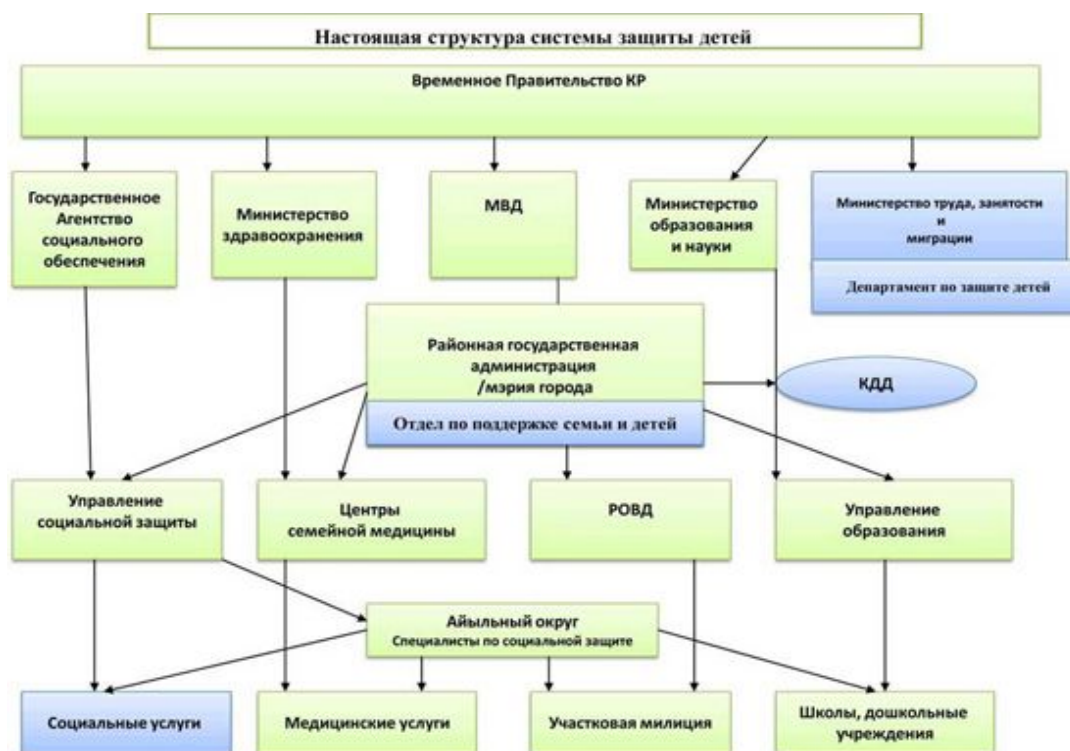 Настоящая структура системы защиты детей
Временное Правительство КР
Государственное
Агентство
социального
обеспечения
Министерство
здравоохранения
МВД
Министерство
образования
и науки
Министерство труда, занятости
и
миграции
Департамент по защите детей
Районная государственная
администрация
/мэрия города
Отдел по поддержке семьи и детей
КДД
Управление
социальной защиты
Центры
семейной медицины
РОВД
Управление
образования
Айыльный округ
Специалисты по социальной защите
Социальные услуги
Медицинские услуги
Участковая милиция
Школы, дошкольные
учреждения